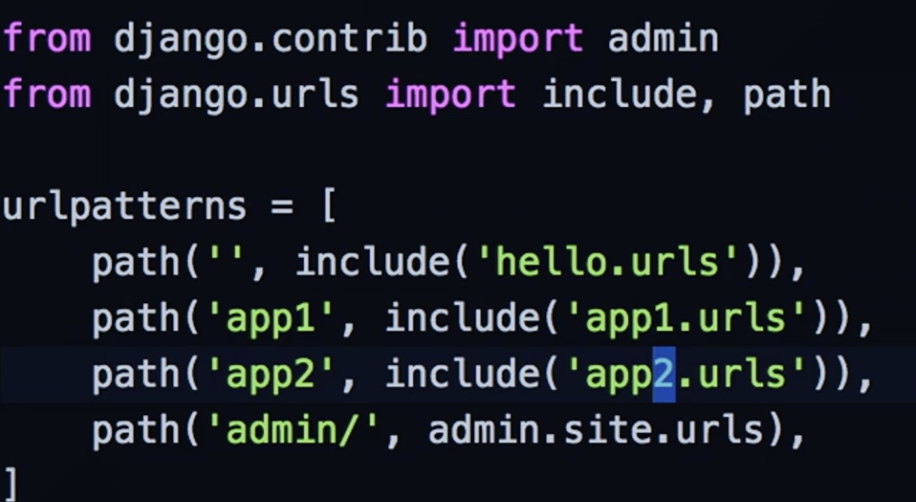 from django.contrib import admin
from django.urls import include, path
urlpatterns = [
    path('', include('hello.urls')),
    path('app1', include('app1.urls')),
    path('app2', include('app2.urls')),
    path('admin/', admin.site.urls),
]